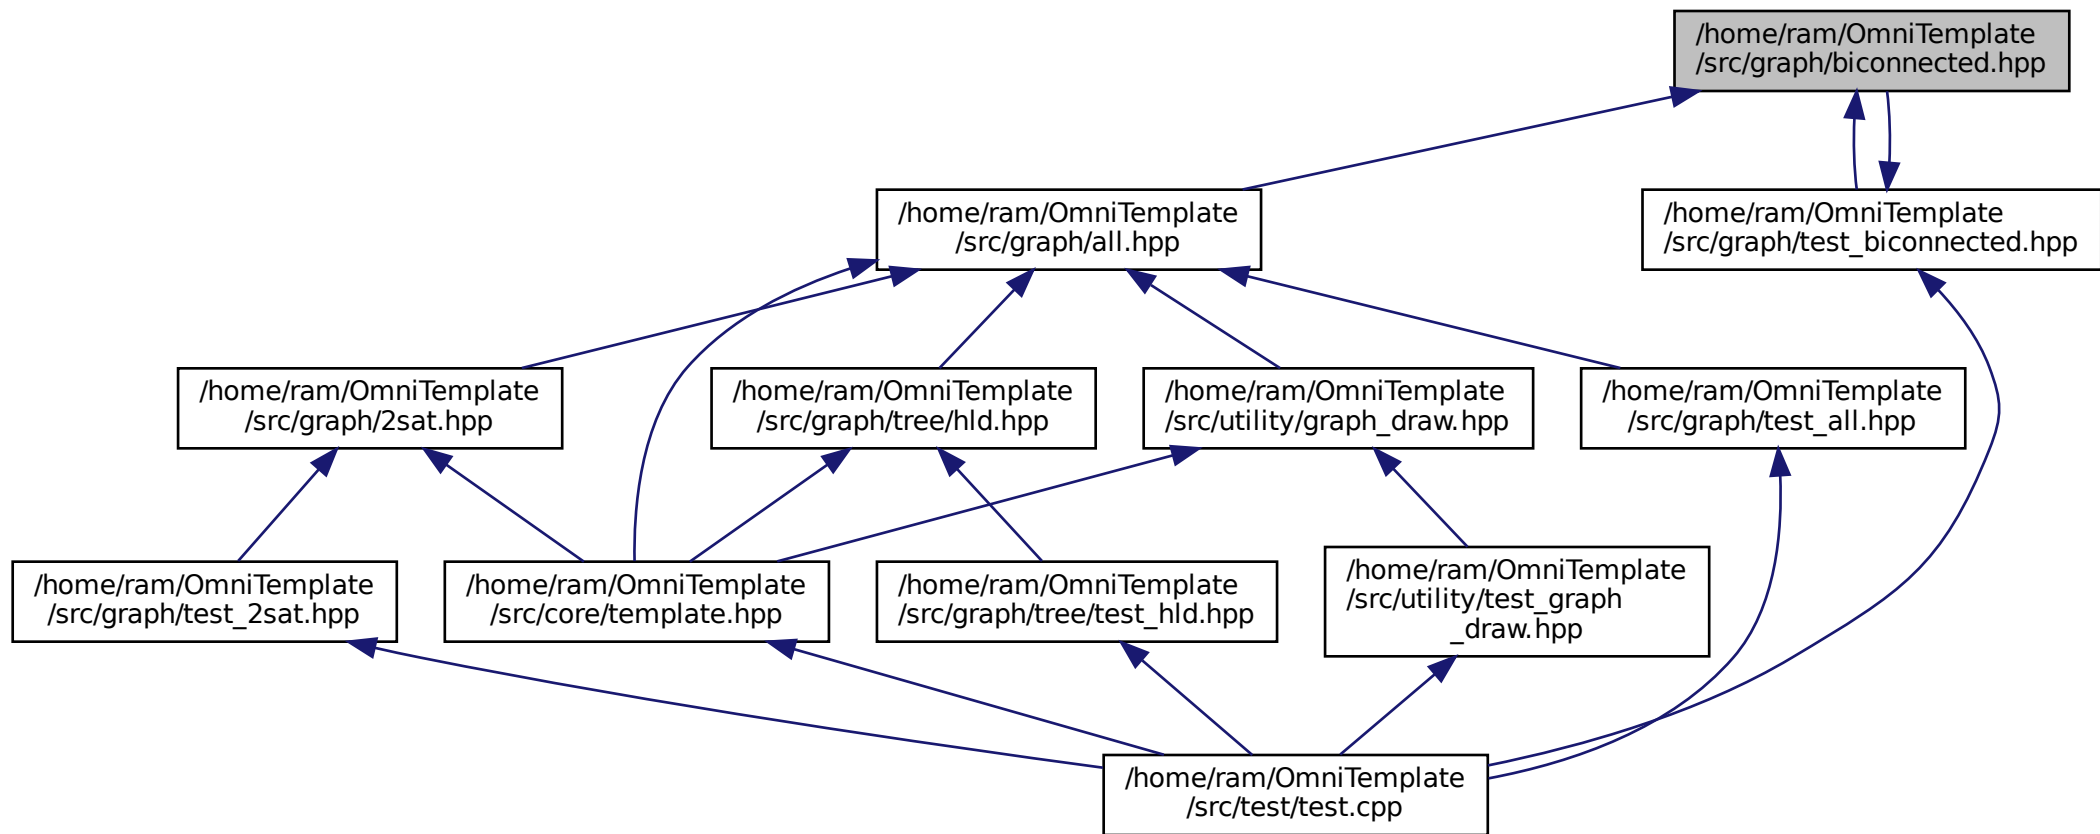 /home/ram/OmniTemplate
/src/graph/biconnected.hpp
/home/ram/OmniTemplate
/src/graph/all.hpp
/home/ram/OmniTemplate
/src/graph/test_biconnected.hpp
/home/ram/OmniTemplate
/src/graph/2sat.hpp
/home/ram/OmniTemplate
/src/graph/tree/hld.hpp
/home/ram/OmniTemplate
/src/utility/graph_draw.hpp
/home/ram/OmniTemplate
/src/graph/test_all.hpp
/home/ram/OmniTemplate
/src/graph/test_2sat.hpp
/home/ram/OmniTemplate
/src/core/template.hpp
/home/ram/OmniTemplate
/src/graph/tree/test_hld.hpp
/home/ram/OmniTemplate
/src/utility/test_graph
_draw.hpp
/home/ram/OmniTemplate
/src/test/test.cpp